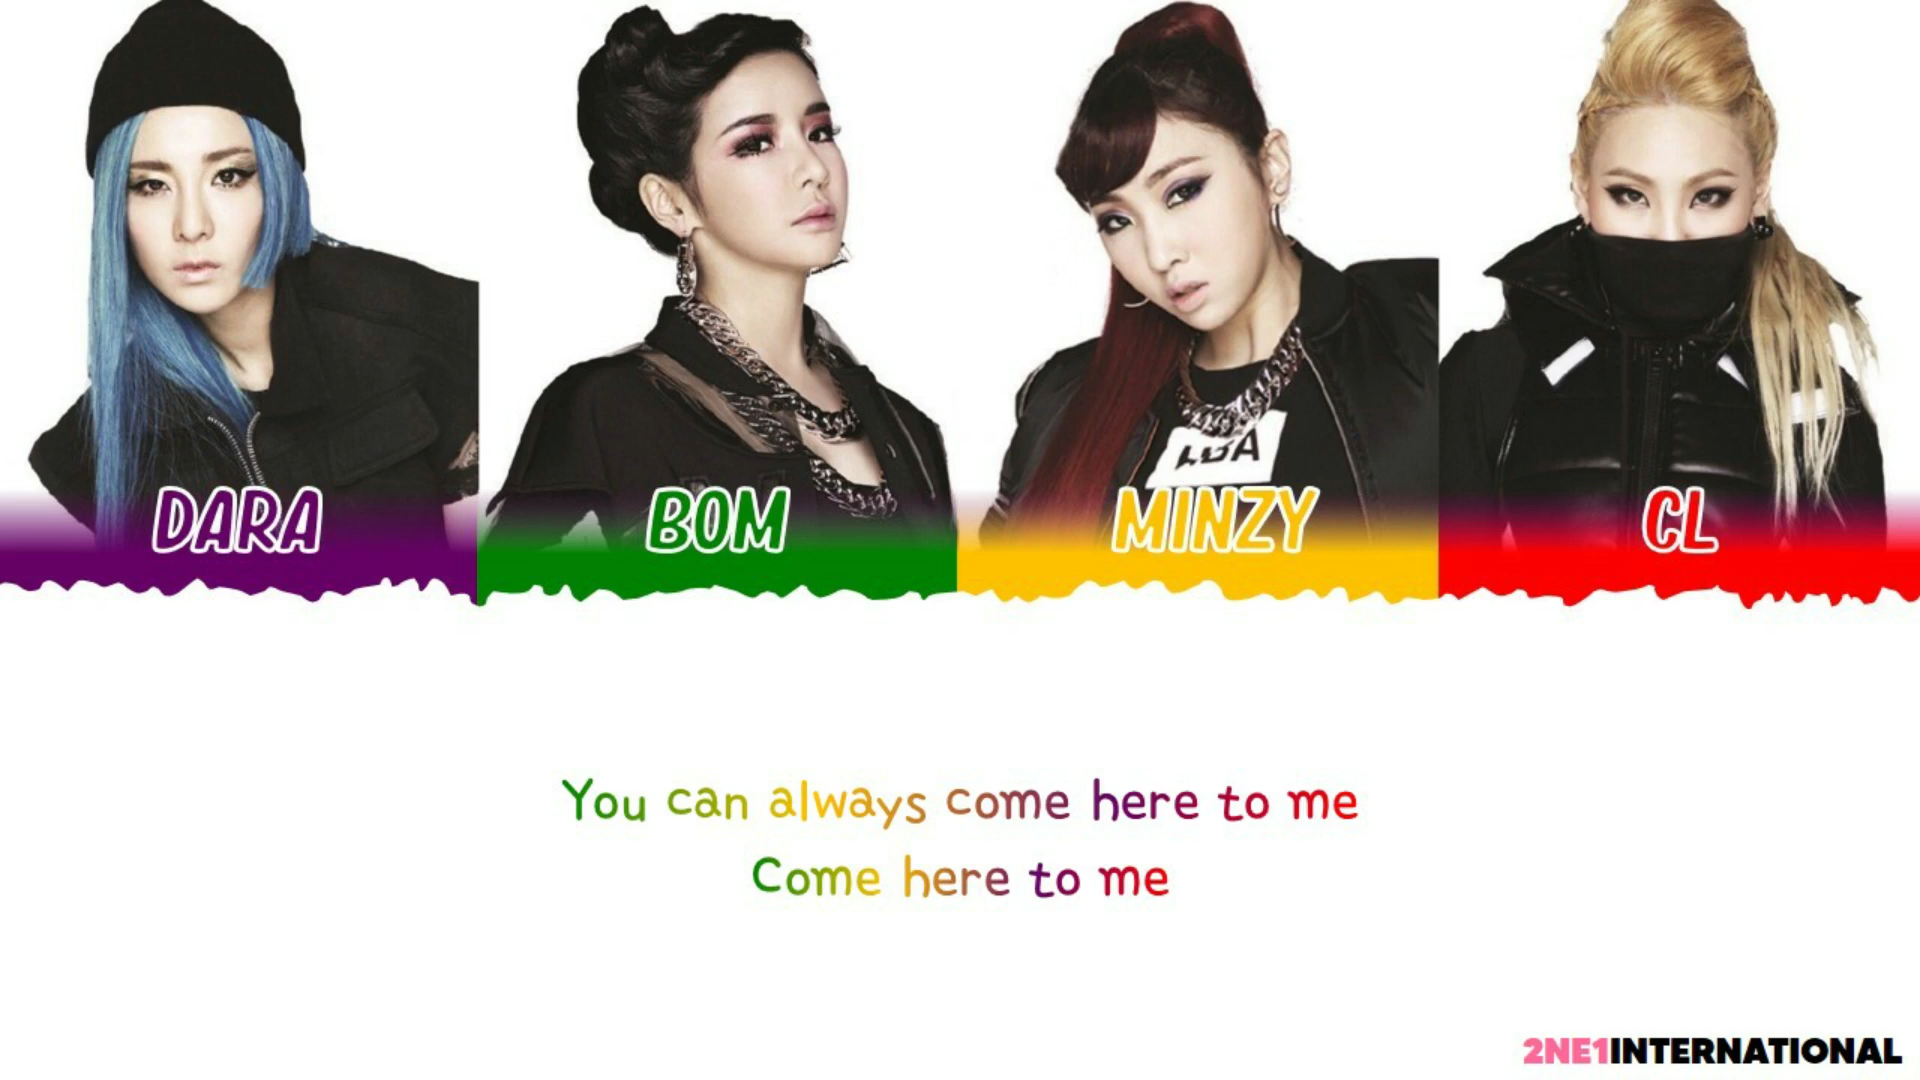 DARA
BOM
MINZY
CL
You can always come here to me
Come here to me
2NE1INTERNATIONAL